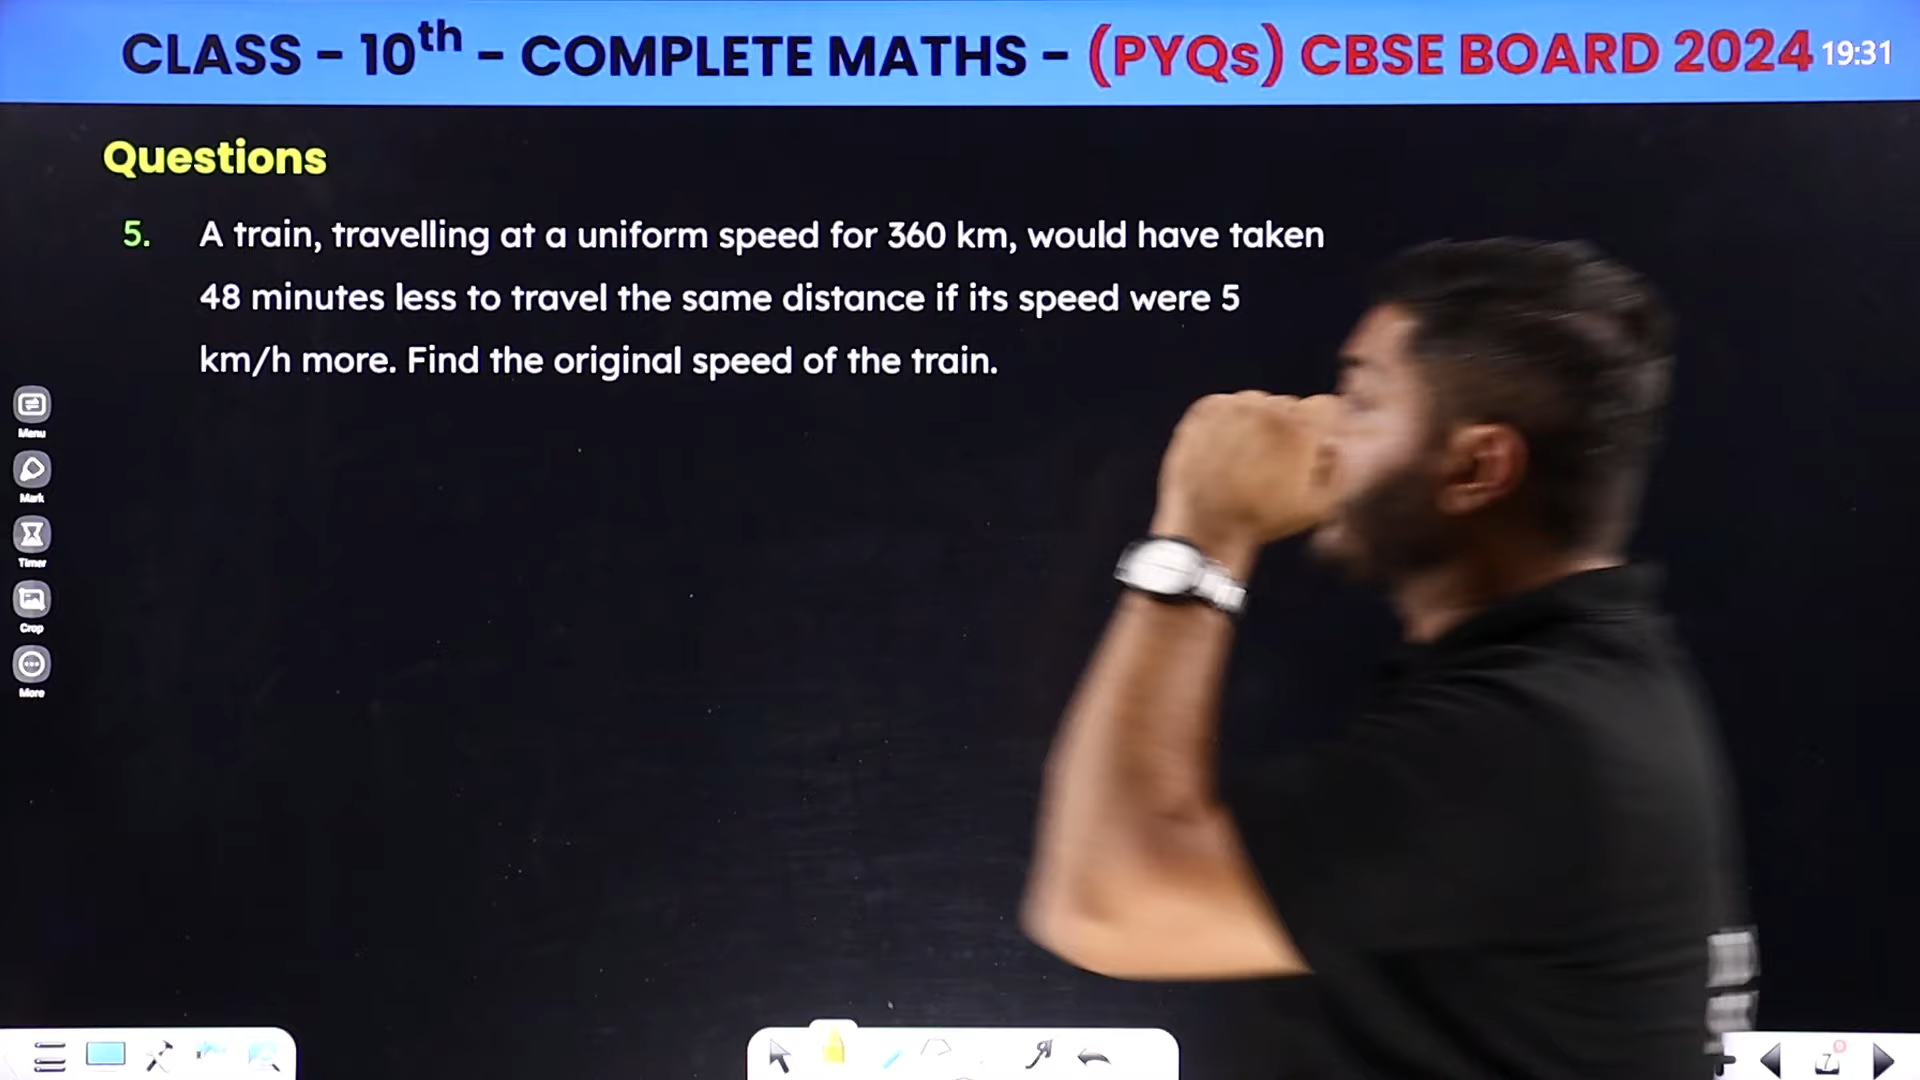 CLASS - 10th - COMPLETE MATHS - (PYQs) CBSE BOARD 2024 19:31
Questions
5. A train, travelling at a uniform speed for 360 km, would have taken
48 minutes less to travel the same distance if its speed were 5
km/h more. Find the original speed of the train.
Menu
Mark
Timer
Crop
More
7